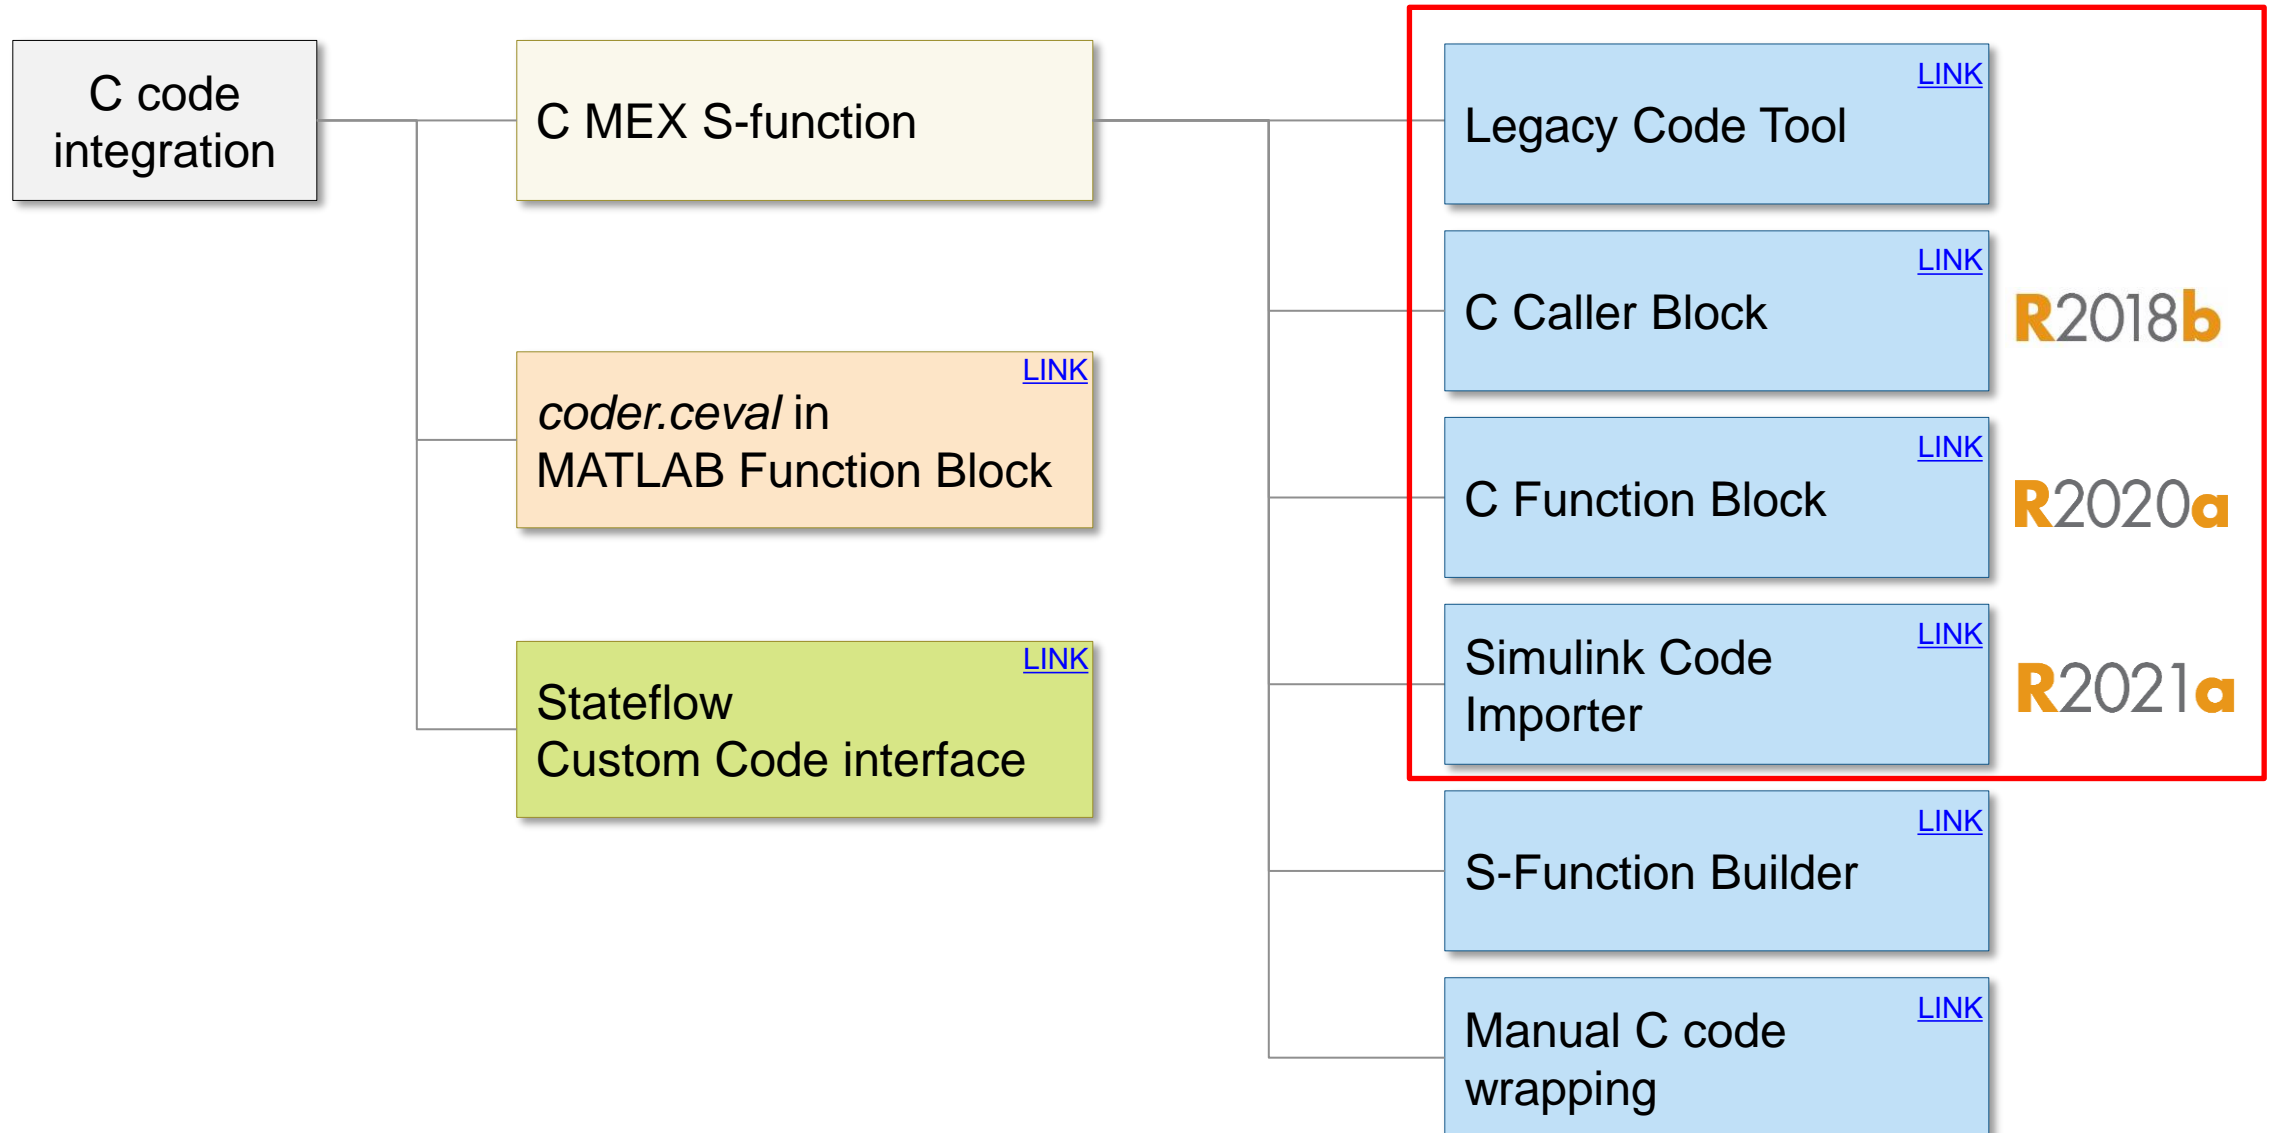 C code
integration
C MEX S-function
LINK
coder.ceval in
MATLAB Function Block
LINK
Stateflow
Custom Code interface
LINK
Legacy Code Tool
LINK
C Caller Block
R2018b
LINK
C Function Block
R2020a
LINK
Simulink Code
Importer
R2021a
LINK
S-Function Builder
LINK
Manual C code
wrapping